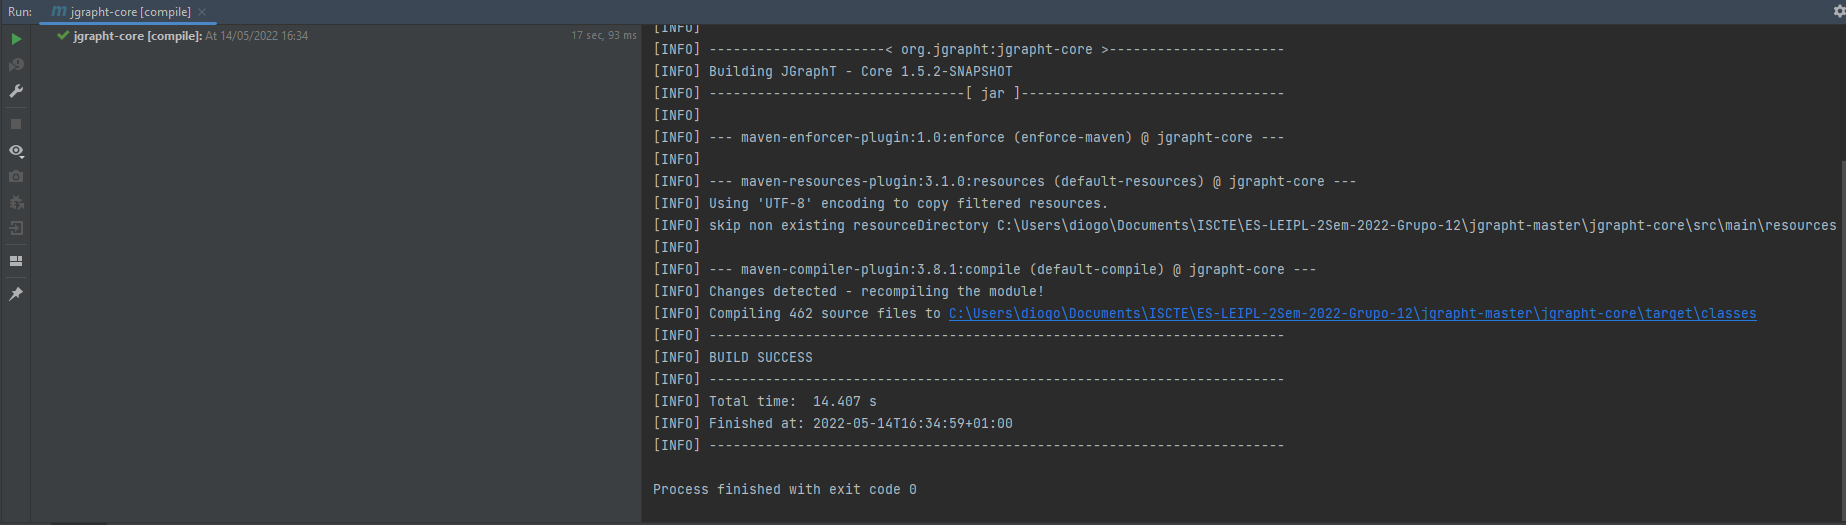 Run: m jgrapht-core [compile] ×
jgrapht-core [compile]: At 14/05/2022 16:34 17 sec, 93 ms
[INFO]
[INFO] ----------------------< org.jgrapht:jgrapht-core >----------------------
[INFO] Building JGraphT - Core 1.5.2-SNAPSHOT
[INFO] --------------------------------[ jar ]---------------------------------
[INFO]
[INFO] --- maven-enforcer-plugin:1.0:enforce (enforce-maven) @ jgrapht-core ---
[INFO]
[INFO] --- maven-resources-plugin:3.1.0:resources (default-resources) @ jgrapht-core ---
[INFO] Using 'UTF-8' encoding to copy filtered resources.
[INFO] skip non existing resourceDirectory C:\Users\diogo\Documents\ISCTE\ES-LEIPL-2Sem-2022-Grupo-12\jgrapht-master\jgrapht-core\src\main\resources
[INFO]
[INFO] --- maven-compiler-plugin:3.8.1:compile (default-compile) @ jgrapht-core ---
[INFO] Changes detected - recompiling the module!
[INFO] Compiling 462 source files to C:\Users\diogo\Documents\ISCTE\ES-LEIPL-2Sem-2022-Grupo-12\jgrapht-master\jgrapht-core\target\classes
[INFO] ------------------------------------------------------------------------
[INFO] BUILD SUCCESS
[INFO] ------------------------------------------------------------------------
[INFO] Total time:  14.407 s
[INFO] Finished at: 2022-05-14T16:34:59+01:00
[INFO] ------------------------------------------------------------------------
Process finished with exit code 0